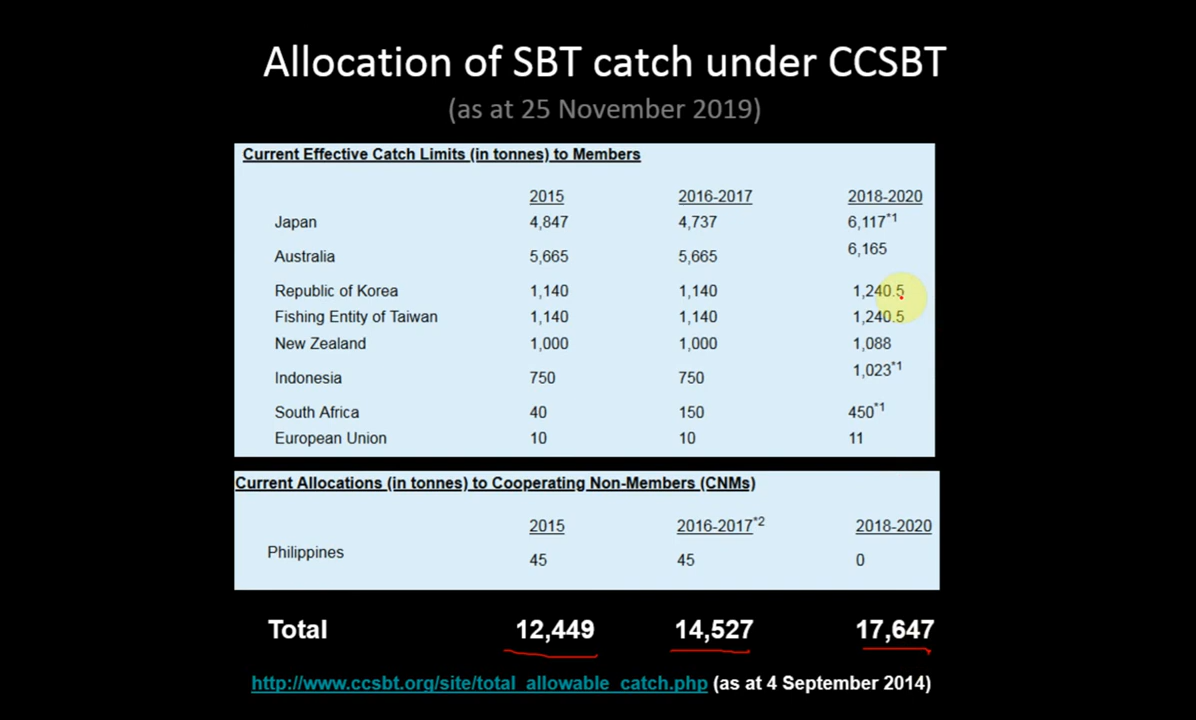 Allocation of SBT catch under CCSBT
(as at 25 November 2019)
Current Effective Catch Limits (in tonnes) to Members
2015 2016-2017 2018-2020
Japan 4,847 4,737 6,117*1
Australia 5,665 5,665 6,165
Republic of Korea 1,140 1,140 1,240.5
Fishing Entity of Taiwan 1,140 1,140 1,240.5
New Zealand 1,000 1,000 1,088
Indonesia 750 750 1,023*1
South Africa 40 150 450*1
European Union 10 10 11
Current Allocations (in tonnes) to Cooperating Non-Members (CNMs)
2015 2016-2017*2 2018-2020
Philippines 45 45 0
Total 12,449 14,527 17,647
http://www.ccsbt.org/site/total_allowable_catch.php (as at 4 September 2014)